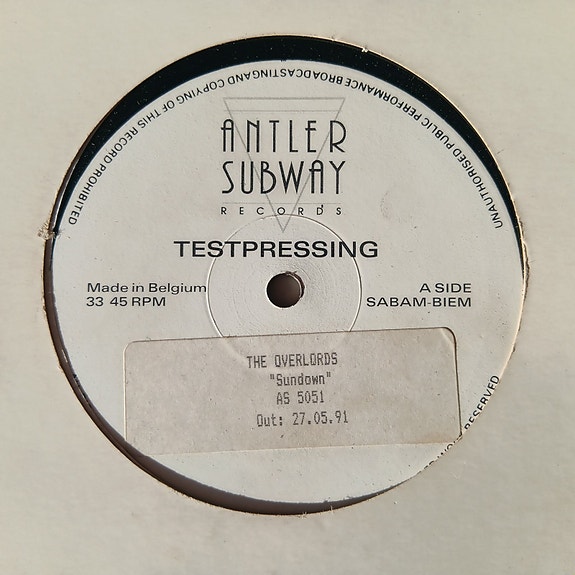 UNAUTHORISED PUBLIC PERFORMANCE BROADCASTING AND COPYING OF THIS RECORD PROHIBITED
ANTLER
SUBWAY
RECORDS
TESTPRESSING
Made in Belgium
33 45 RPM
A SIDE
SABAM-BIEM
THE OVERLORDS
"Sundown"
AS 5051
Out: 27.05.91
RESERVED